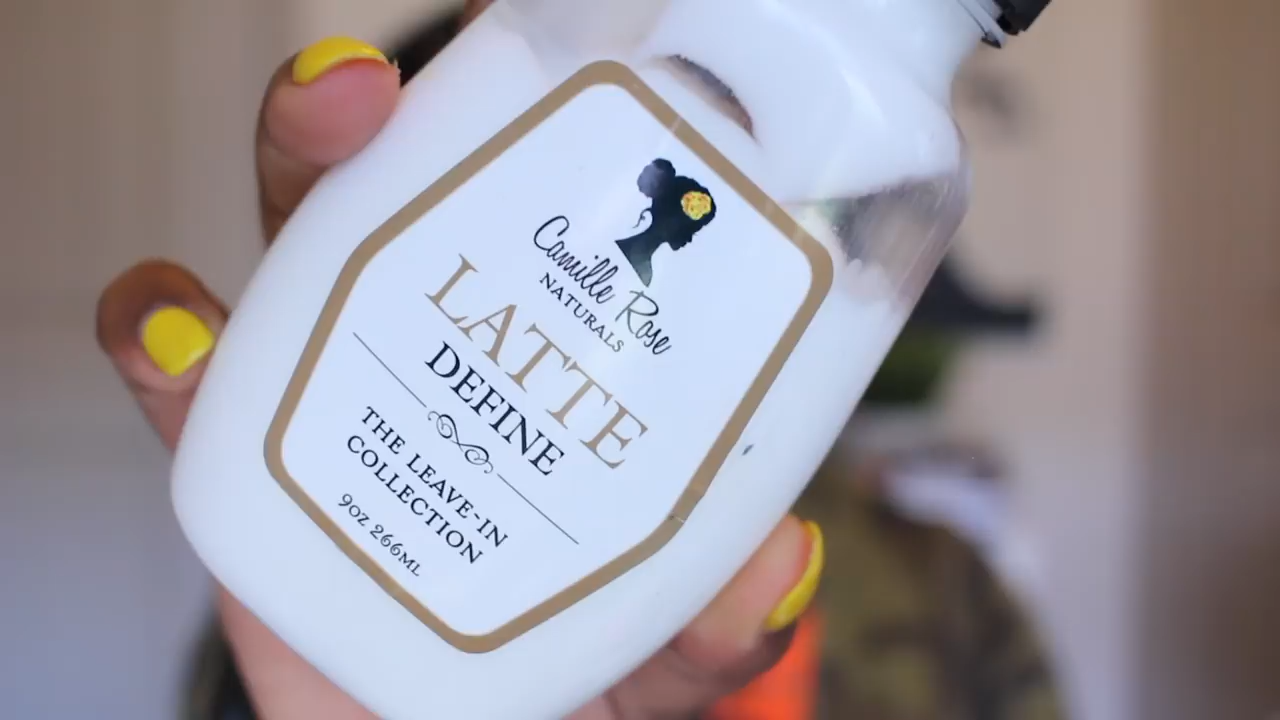 Camille Rose
NATURALS
LATTE
DEFINE
THE LEAVE-IN
COLLECTION
9oz 266ML